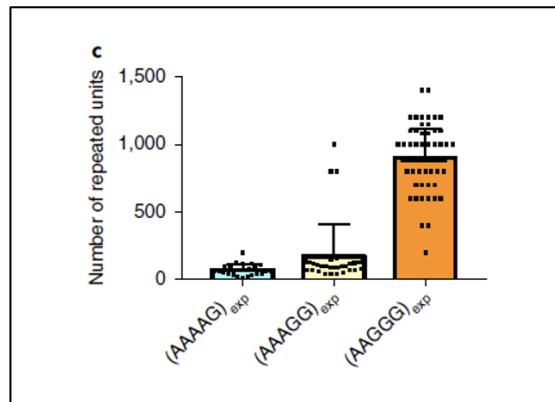 c
Number of repeated units
1,500
1,000
500
0
(AAAAG)exp
(AAAGG)exp
(AAGGG)exp